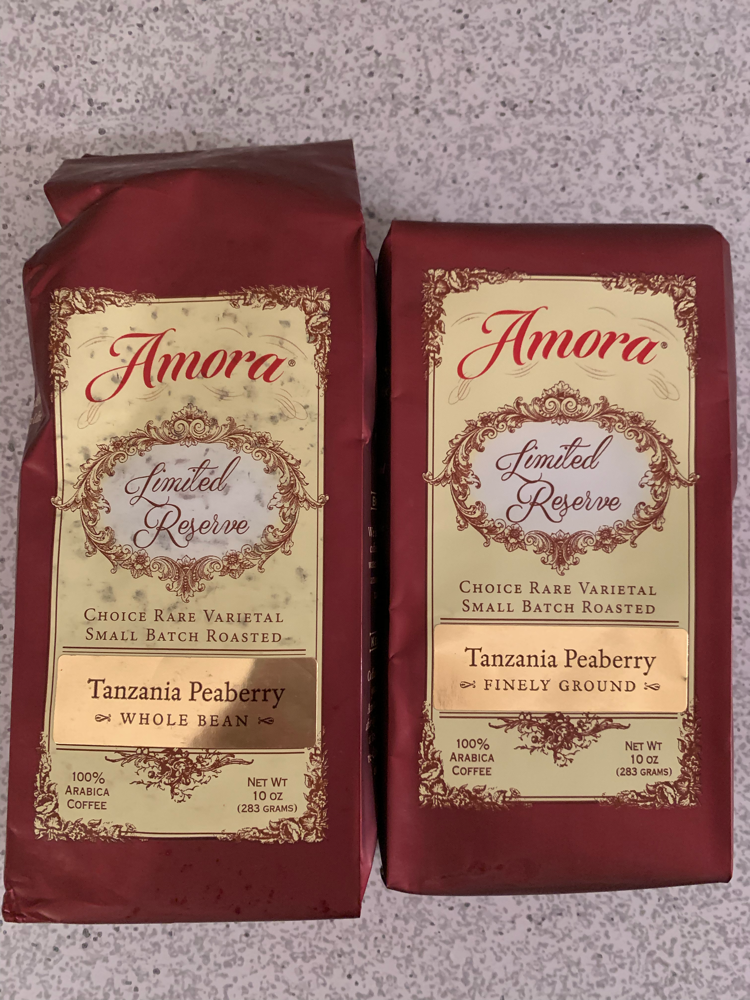 Amora®
Limited
Reserve
CHOICE RARE VARIETAL
SMALL BATCH ROASTED
Tanzania Peaberry
WHOLE BEAN
100%
ARABICA
COFFEE
NET WT
10 OZ
(283 GRAMS)
Amora®
Limited
Reserve
CHOICE RARE VARIETAL
SMALL BATCH ROASTED
Tanzania Peaberry
FINELY GROUND
100%
ARABICA
COFFEE
NET WT
10 OZ
(283 GRAMS)